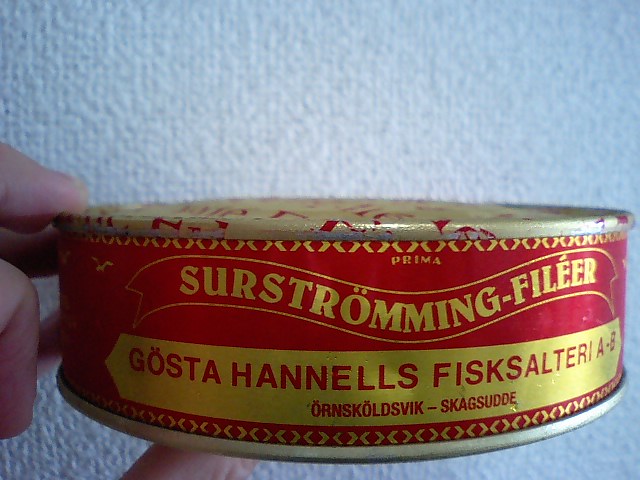 PRIMA
SURSTRÖMMING-FILÉER
GÖSTA HANNELLS FISKSALTERI A-B
ÖRNSKÖLDSVIK – SKAGSUDDE